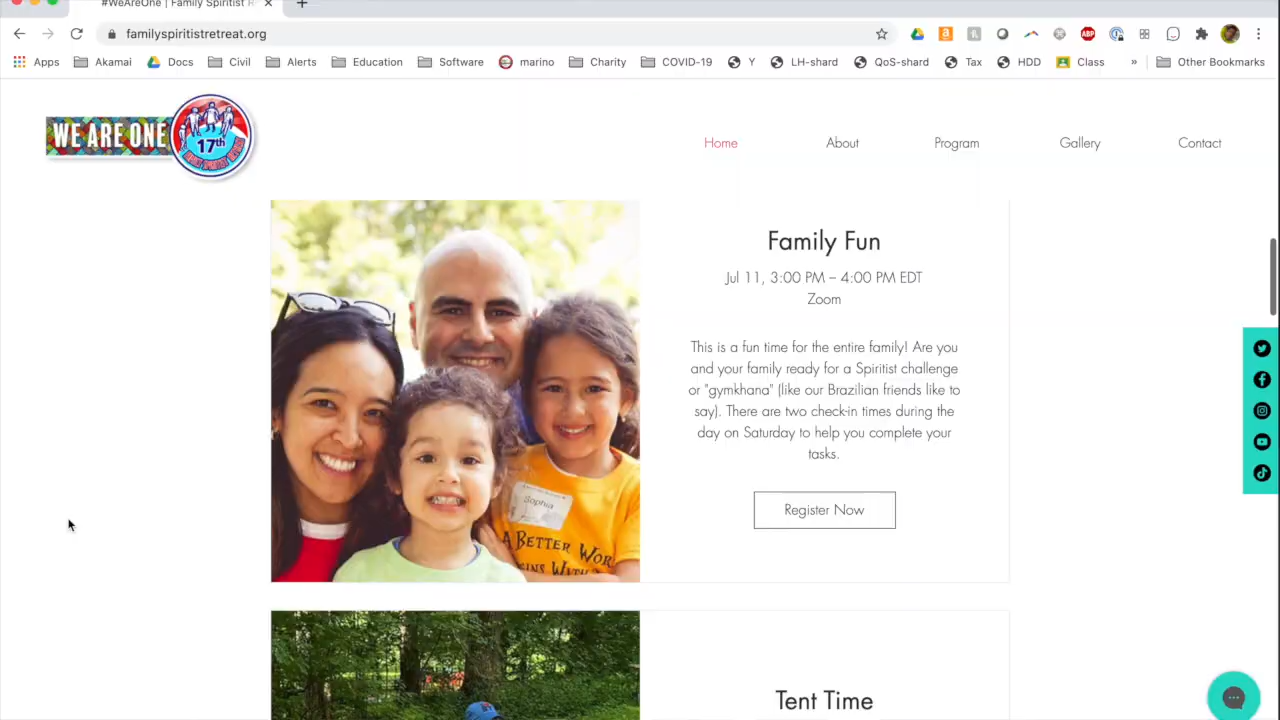 #WeAreOne | Family Spiritist R
familyspiritistretreat.org
Apps Akamai Docs Civil Alerts Education Software marino Charity COVID-19 Y LH-shard QoS-shard Tax HDD Class » Other Bookmarks
WE ARE ONE
17th
Home About Program Gallery Contact
Family Fun
Jul 11, 3:00 PM – 4:00 PM EDT
Zoom
This is a fun time for the entire family! Are you
and your family ready for a Spiritist challenge
or "gymkhana" (like our Brazilian friends like to
say). There are two check-in times during the
day on Saturday to help you complete your
tasks.
Register Now
Sophia
A BETTER WOR
INS WITH
Tent Time
ABP